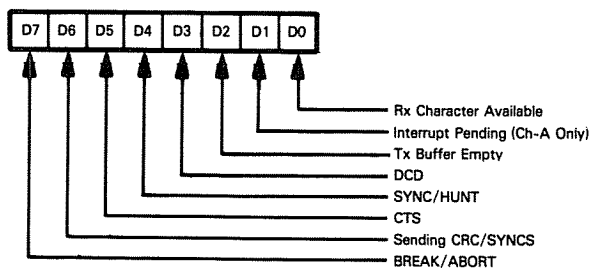 D7 D6 D5 D4 D3 D2 D1 D0
Rx Character Available
Interrupt Pending (Ch-A Only)
Tx Buffer Empty
DCD
SYNC/HUNT
CTS
Sending CRC/SYNCS
BREAK/ABORT